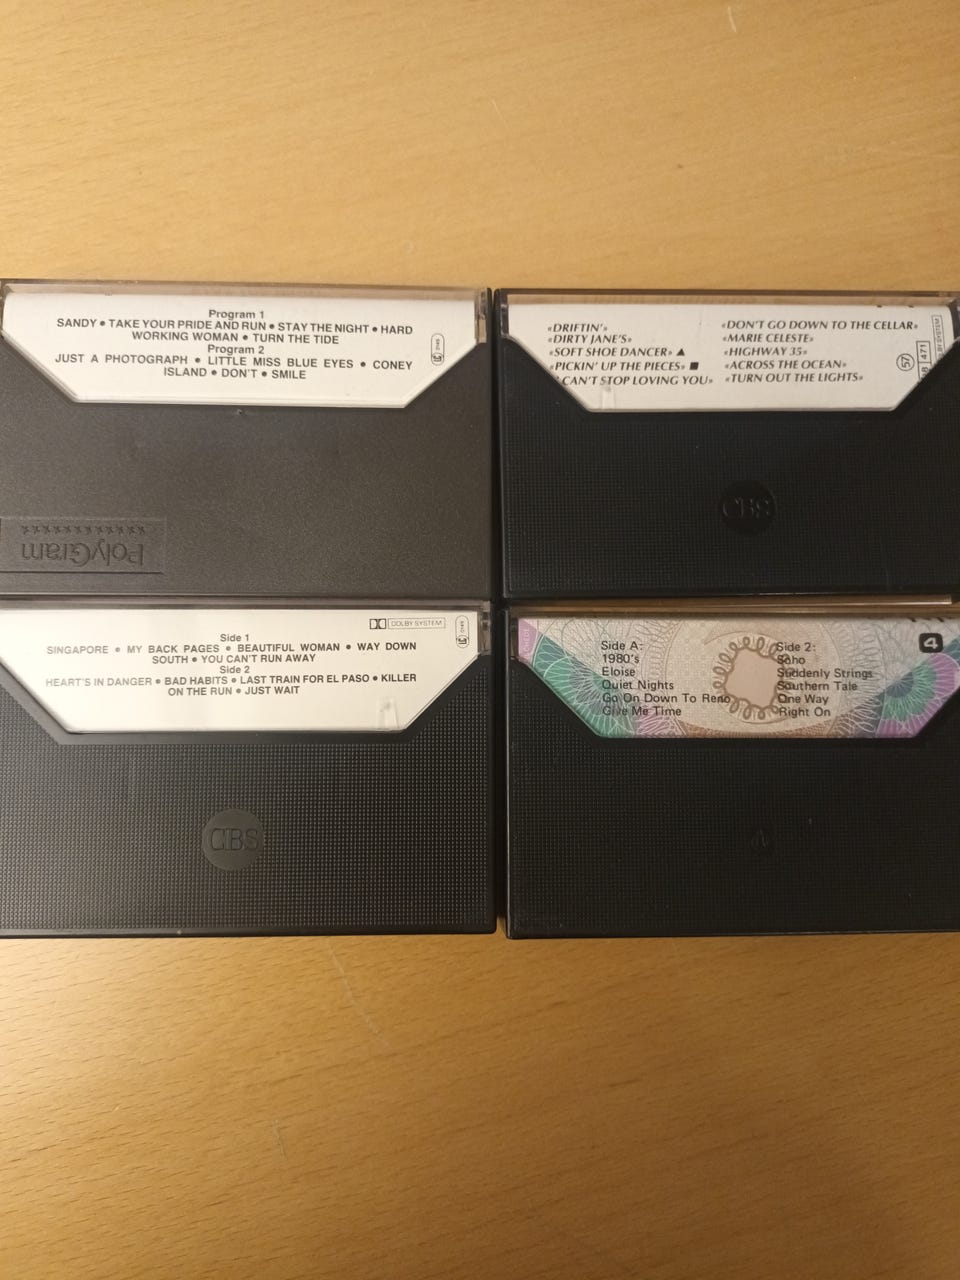 Program 1
SANDY • TAKE YOUR PRIDE AND RUN • STAY THE NIGHT • HARD
WORKING WOMAN • TURN THE TIDE
Program 2
JUST A PHOTOGRAPH • LITTLE MISS BLUE EYES • CONEY
ISLAND • DON'T • SMILE
PolyGram
«DRIFTIN'»
«DIRTY JANE'S»
«SOFT SHOE DANCER» ▲
«PICKIN' UP THE PIECES» ■
CAN'T STOP LOVING YOU»
«DON'T GO DOWN TO THE CELLAR»
«MARIE CELESTE»
«HIGHWAY 35»
«ACROSS THE OCEAN»
«TURN OUT THE LIGHTS»
57
471
CBS
DOLBY SYSTEM
Side 1
SINGAPORE • MY BACK PAGES • BEAUTIFUL WOMAN • WAY DOWN
SOUTH • YOU CAN'T RUN AWAY
Side 2
HEART'S IN DANGER • BAD HABITS • LAST TRAIN FOR EL PASO • KILLER
ON THE RUN • JUST WAIT
CBS
Side A:
1980's
Eloise
Quiet Nights
Go On Down To Reno
Give Me Time
Side 2:
Soho
Suddenly Strings
Southern Tale
One Way
Right On
4